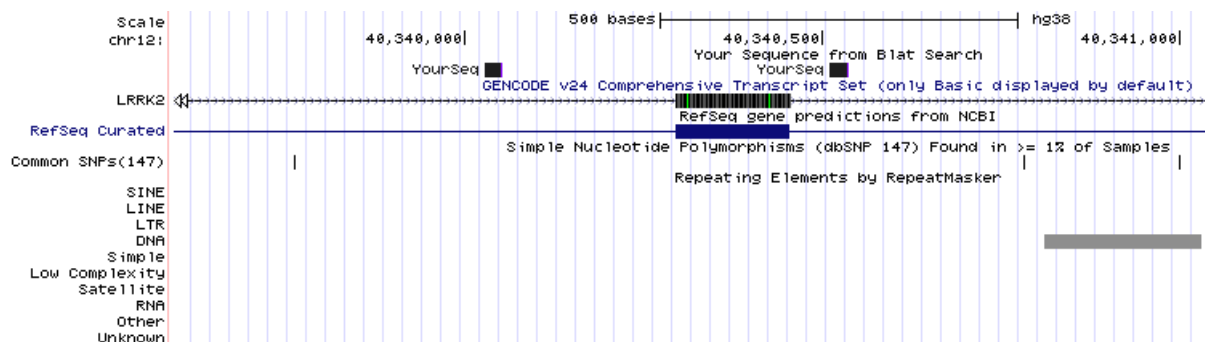 Scale 500 bases hg38
chr12: 40,340,000 40,340,500 40,341,000
Your Sequence from Blat Search
YourSeq YourSeq
GENCODE v24 Comprehensive Transcript Set (only Basic displayed by default)
LRRK2
RefSeq gene predictions from NCBI
RefSeq Curated
Simple Nucleotide Polymorphisms (dbSNP 147) Found in >= 1% of Samples
Common SNPs(147)
Repeating Elements by RepeatMasker
SINE
LINE
LTR
DNA
Simple
Low Complexity
Satellite
RNA
Other
Unknown